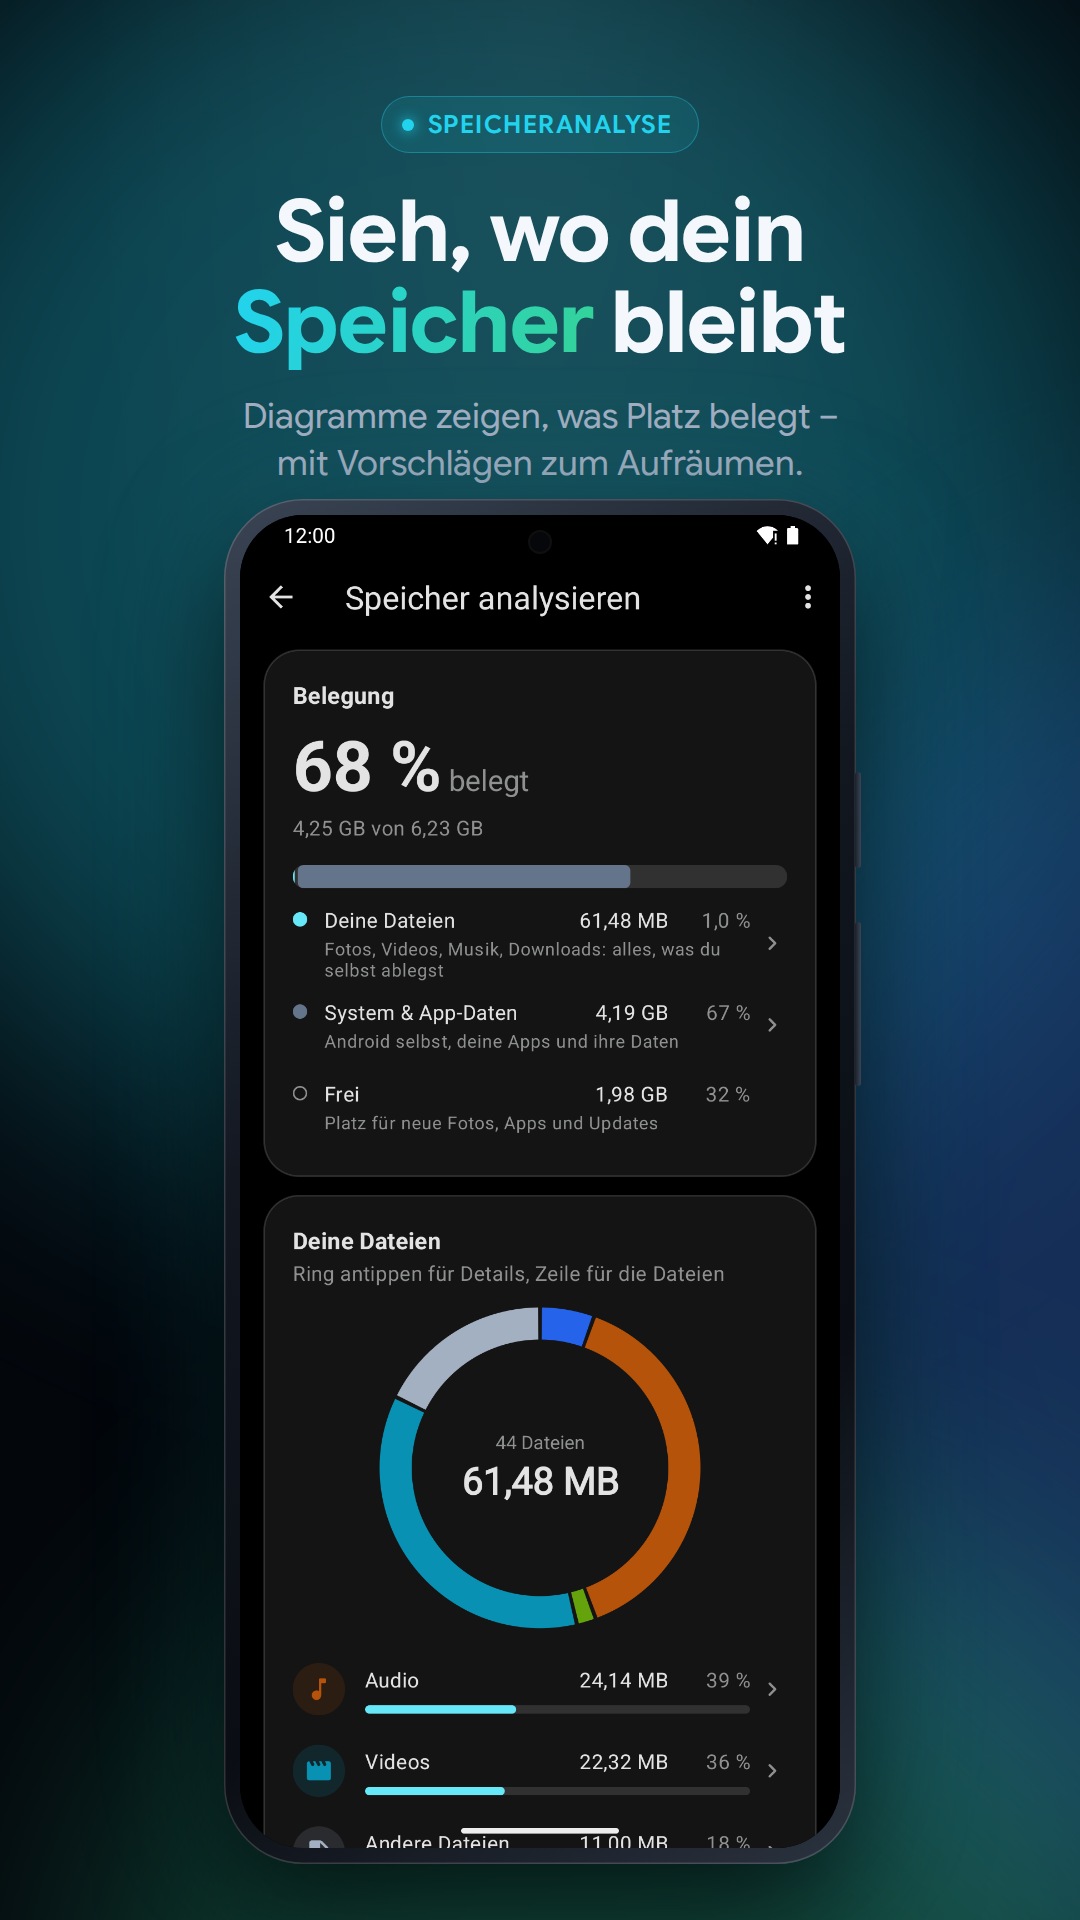 SPEICHERANALYSE
Sieh, wo dein
Speicher bleibt
Diagramme zeigen, was Platz belegt –
mit Vorschlägen zum Aufräumen.
12:00
Speicher analysieren
Belegung
68 % belegt
4,25 GB von 6,23 GB
Deine Dateien 61,48 MB 1,0 %
Fotos, Videos, Musik, Downloads: alles, was du
selbst ablegst
System & App-Daten 4,19 GB 67 %
Android selbst, deine Apps und ihre Daten
Frei 1,98 GB 32 %
Platz für neue Fotos, Apps und Updates
Deine Dateien
Ring antippen für Details, Zeile für die Dateien
44 Dateien
61,48 MB
Audio 24,14 MB 39 %
Videos 22,32 MB 36 %
Andere Dateien 11,00 MB 18 %